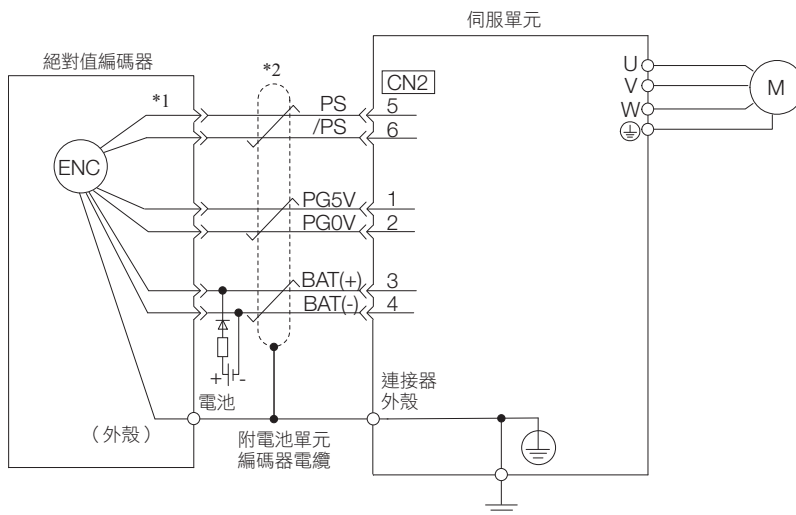 伺服單元
絕對值編碼器
*1
*2
CN2
ENC
PS 5
/PS 6
PG5V 1
PG0V 2
BAT(+) 3
BAT(-) 4
U
V
W
M
+ -
電池
（外殼）
附電池單元
編碼器電纜
連接器
外殼